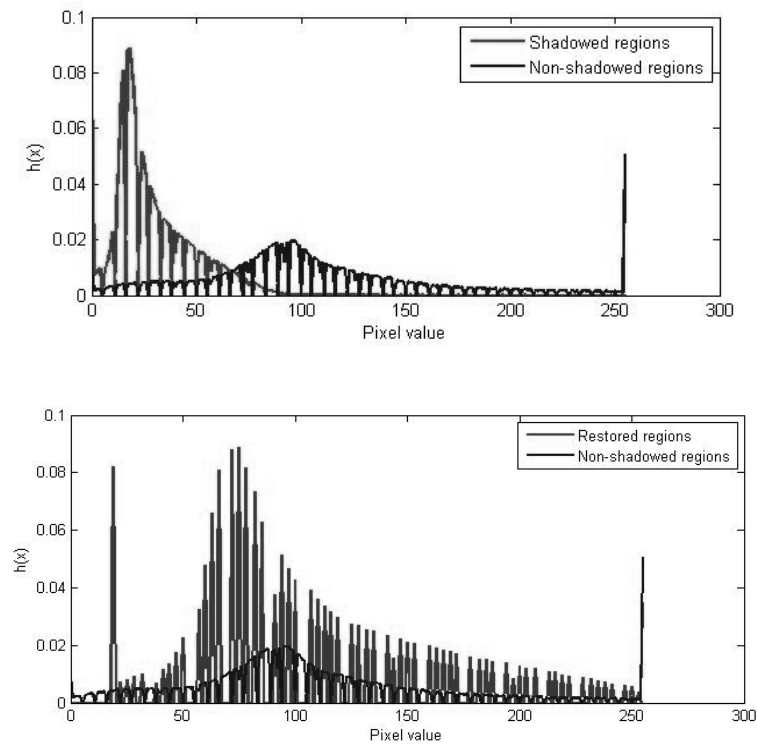 0.1
0.08
0.06
0.04
0.02
0
h(x)
Shadowed regions
Non-shadowed regions
0 50 100 150 200 250 300
Pixel value
0.1
0.08
0.06
0.04
0.02
0
h(x)
Restored regions
Non-shadowed regions
0 50 100 150 200 250 300
Pixel value